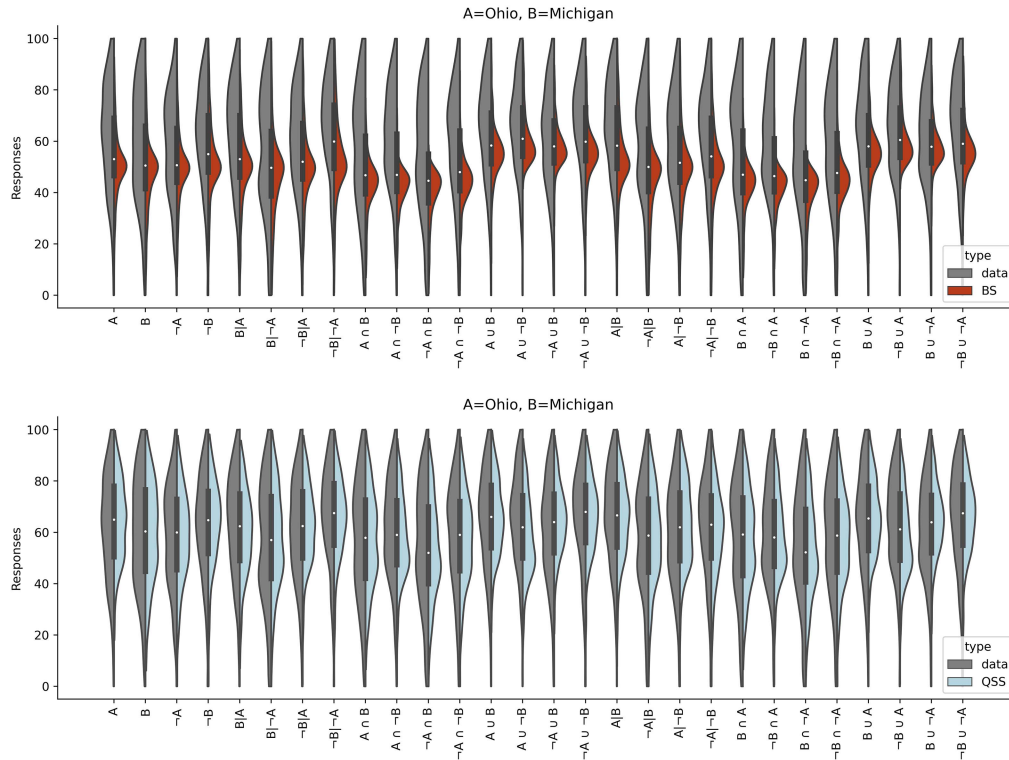 A=Ohio, B=Michigan
100
80
60
40
20
0
Responses
type
data
BS
A
B
¬A
¬B
B|A
B|¬A
¬B|A
¬B|¬A
A ∩ B
A ∩ ¬B
¬A ∩ B
¬A ∩ ¬B
A ∪ B
A ∪ ¬B
¬A ∪ B
¬A ∪ ¬B
A|B
¬A|B
A|¬B
¬A|¬B
B ∩ A
¬B ∩ A
B ∩ ¬A
¬B ∩ ¬A
B ∪ A
¬B ∪ A
B ∪ ¬A
¬B ∪ ¬A
A=Ohio, B=Michigan
100
80
60
40
20
0
Responses
type
data
QSS
A
B
¬A
¬B
B|A
B|¬A
¬B|A
¬B|¬A
A ∩ B
A ∩ ¬B
¬A ∩ B
¬A ∩ ¬B
A ∪ B
A ∪ ¬B
¬A ∪ B
¬A ∪ ¬B
A|B
¬A|B
A|¬B
¬A|¬B
B ∩ A
¬B ∩ A
B ∩ ¬A
¬B ∩ ¬A
B ∪ A
¬B ∪ A
B ∪ ¬A
¬B ∪ ¬A